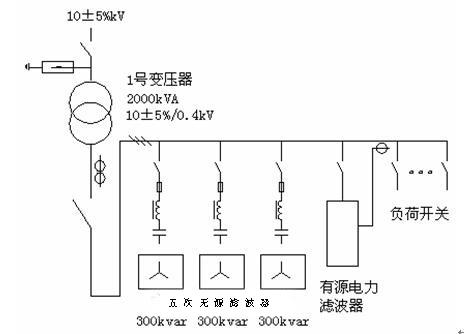 10±5%kV
1号变压器
2000kVA
10±5%/0.4kV
负荷开关
有源电力
滤波器
五次无源滤波器
300kvar 300kvar 300kvar